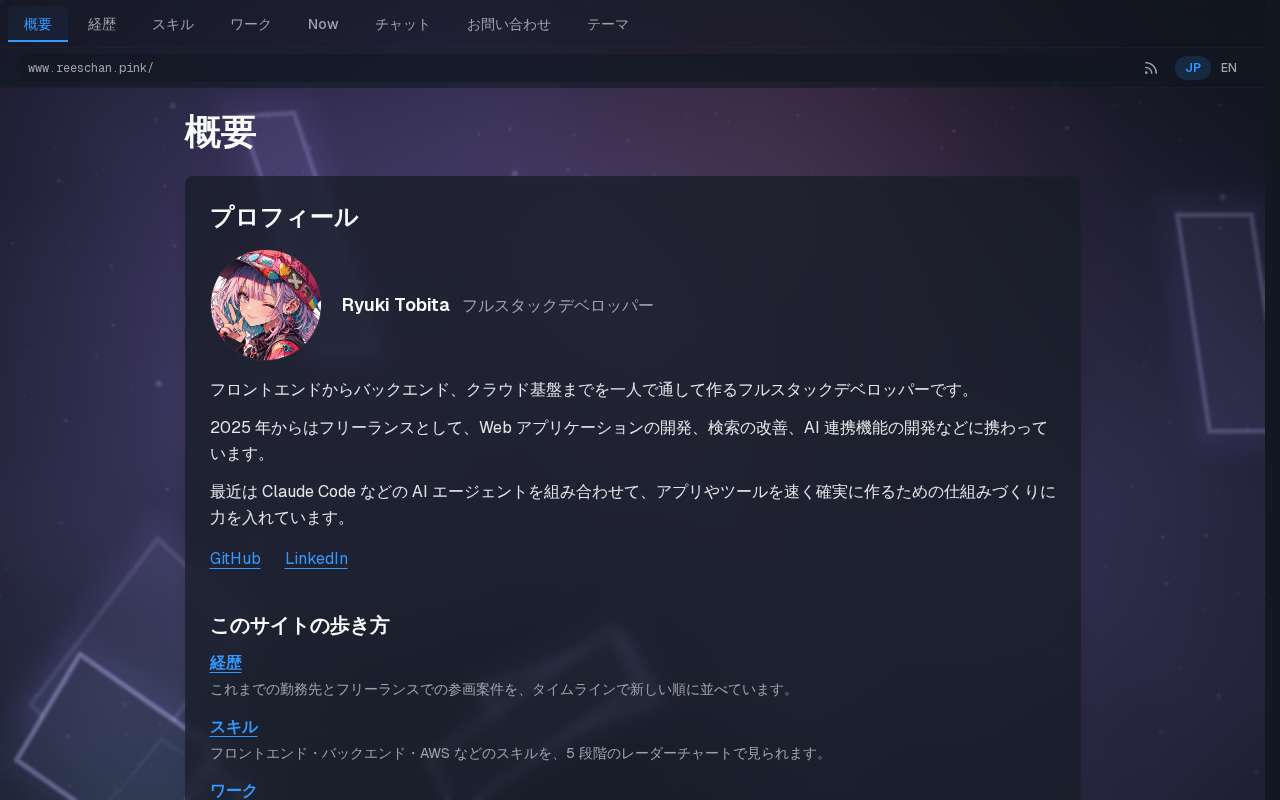 概要 経歴 スキル ワーク Now チャット お問い合わせ テーマ
www.reeschan.pink/ JP EN
概要
プロフィール
Ryuki Tobita フルスタックデベロッパー
フロントエンドからバックエンド、クラウド基盤までを一人で通して作るフルスタックデベロッパーです。
2025 年からはフリーランスとして、Web アプリケーションの開発、検索の改善、AI 連携機能の開発などに携わって
います。
最近は Claude Code などの AI エージェントを組み合わせて、アプリやツールを速く確実に作るための仕組みづくりに
力を入れています。
GitHub LinkedIn
このサイトの歩き方
経歴
これまでの勤務先とフリーランスでの参画案件を、タイムラインで新しい順に並べています。
スキル
フロントエンド・バックエンド・AWS などのスキルを、5 段階のレーダーチャートで見られます。
ワーク